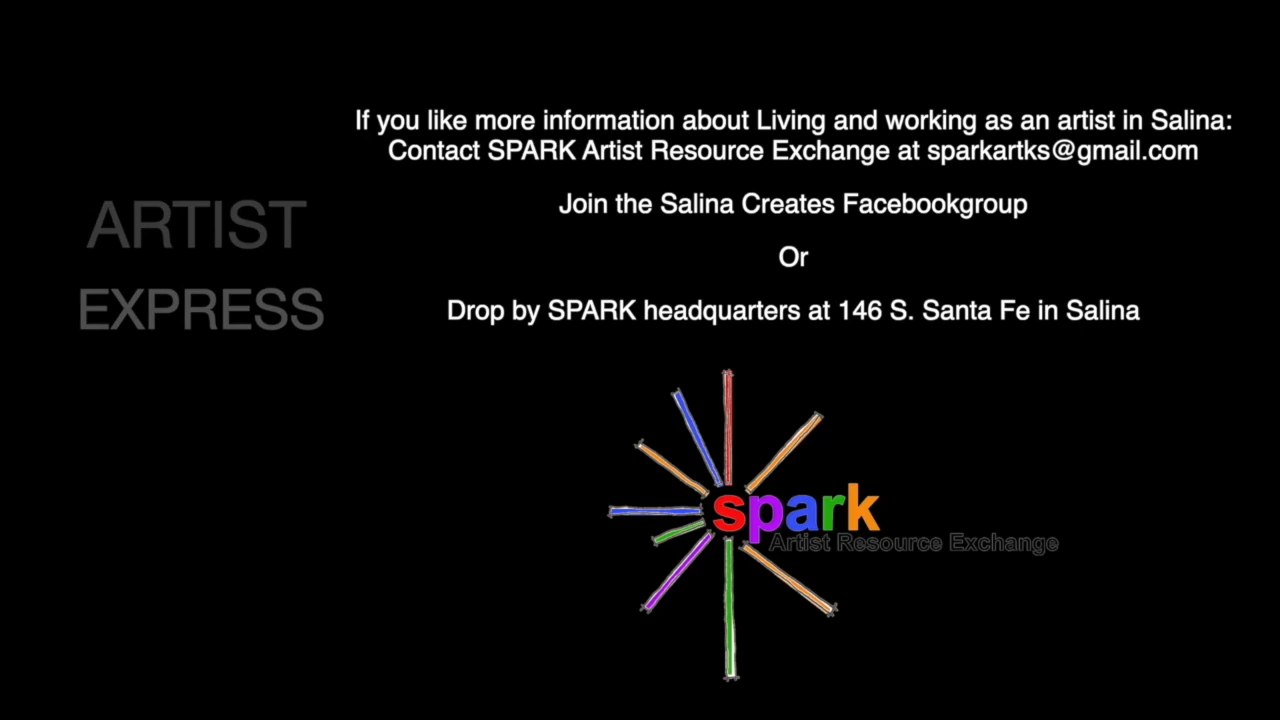 ARTIST
EXPRESS
If you like more information about Living and working as an artist in Salina:
Contact SPARK Artist Resource Exchange at sparkartks@gmail.com
Join the Salina Creates Facebookgroup
Or
Drop by SPARK headquarters at 146 S. Santa Fe in Salina
spark
Artist Resource Exchange